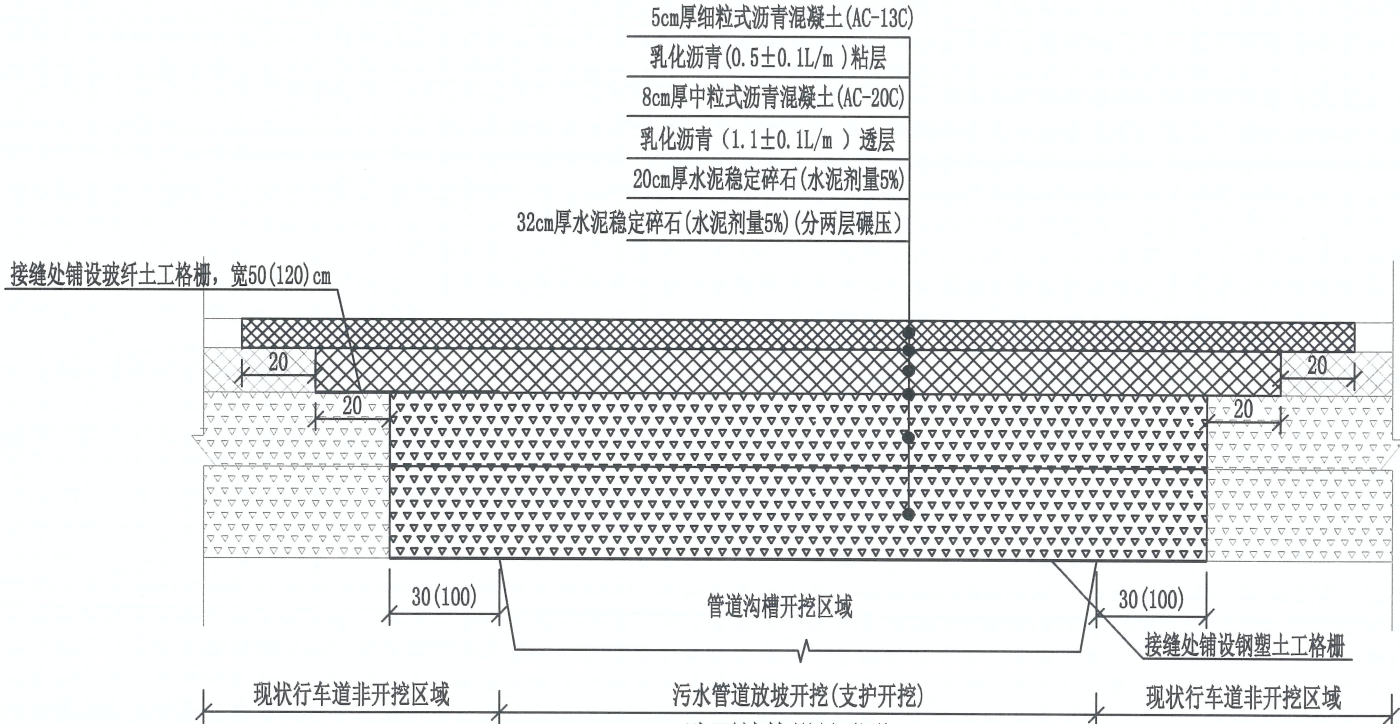 5cm厚细粒式沥青混凝土(AC-13C)
乳化沥青(0.5±0.1L/m )粘层
8cm厚中粒式沥青混凝土(AC-20C)
乳化沥青 (1.1±0.1L/m ) 透层
20cm厚水泥稳定碎石(水泥剂量5%)
32cm厚水泥稳定碎石(水泥剂量5%)(分两层碾压)
接缝处铺设玻纤土工格栅，宽50(120)cm
20
20
20
20
30(100)
管道沟槽开挖区域
30(100)
接缝处铺设钢塑土工格栅
现状行车道非开挖区域
污水管道放坡开挖(支护开挖)
现状行车道非开挖区域